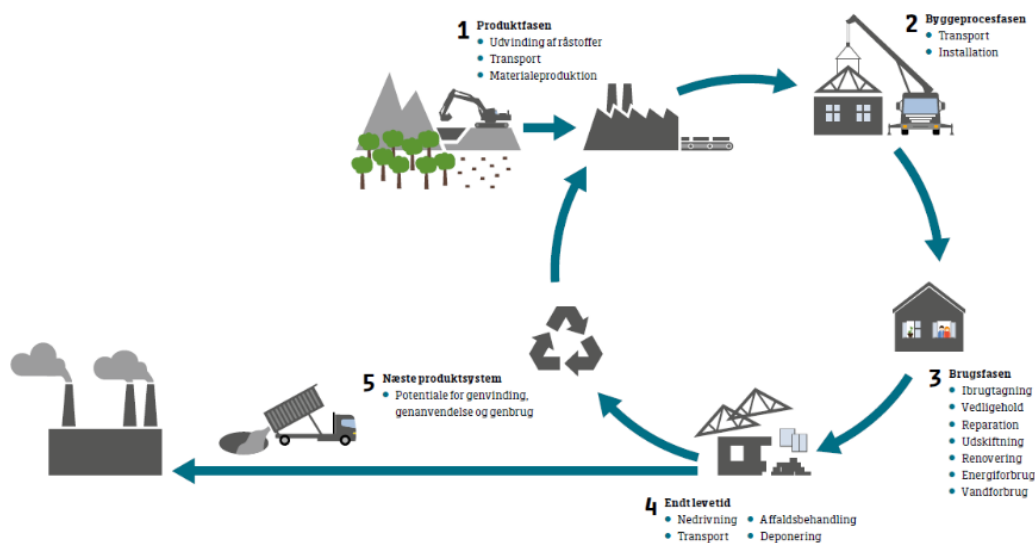 1 Produktfasen
• Udvinding af råstoffer
• Transport
• Materialeproduktion
2 Byggeprocesfasen
• Transport
• Installation
3 Brugsfasen
• Ibrugtagning
• Vedligehold
• Reparation
• Udskiftning
• Renovering
• Energiforbrug
• Vandforbrug
4 Endt levetid
• Nedrivning • Affaldsbehandling
• Transport • Deponering
5 Næste produktsystem
• Potentiale for genvinding,
genanvendelse og genbrug